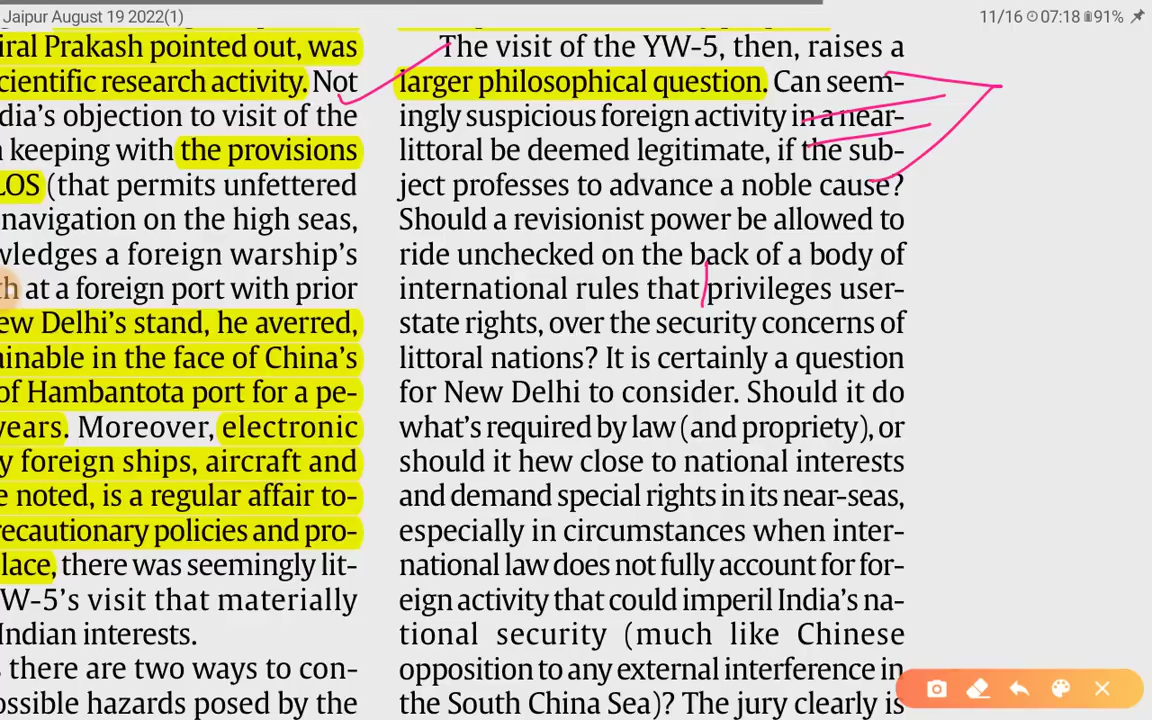 Jaipur August 19 2022(1)
11/16 07:18 91%
iral Prakash pointed out, was
cientific research activity. Not
dia's objection to visit of the
keeping with the provisions
LOS (that permits unfettered
navigation on the high seas,
wledges a foreign warship's
th at a foreign port with prior
ew Delhi's stand, he averred,
ainable in the face of China's
of Hambantota port for a pe-
years. Moreover, electronic
y foreign ships, aircraft and
e noted, is a regular affair to-
recautionary policies and pro-
lace, there was seemingly lit-
W-5's visit that materially
Indian interests.
s there are two ways to con-
ossible hazards posed by the
The visit of the YW-5, then, raises a
larger philosophical question. Can seem-
ingly suspicious foreign activity in a near-
littoral be deemed legitimate, if the sub-
ject professes to advance a noble cause?
Should a revisionist power be allowed to
ride unchecked on the back of a body of
international rules that privileges user-
state rights, over the security concerns of
littoral nations? It is certainly a question
for New Delhi to consider. Should it do
what's required by law (and propriety), or
should it hew close to national interests
and demand special rights in its near-seas,
especially in circumstances when inter-
national law does not fully account for for-
eign activity that could imperil India's na-
tional security (much like Chinese
opposition to any external interference in
the South China Sea)? The jury clearly is